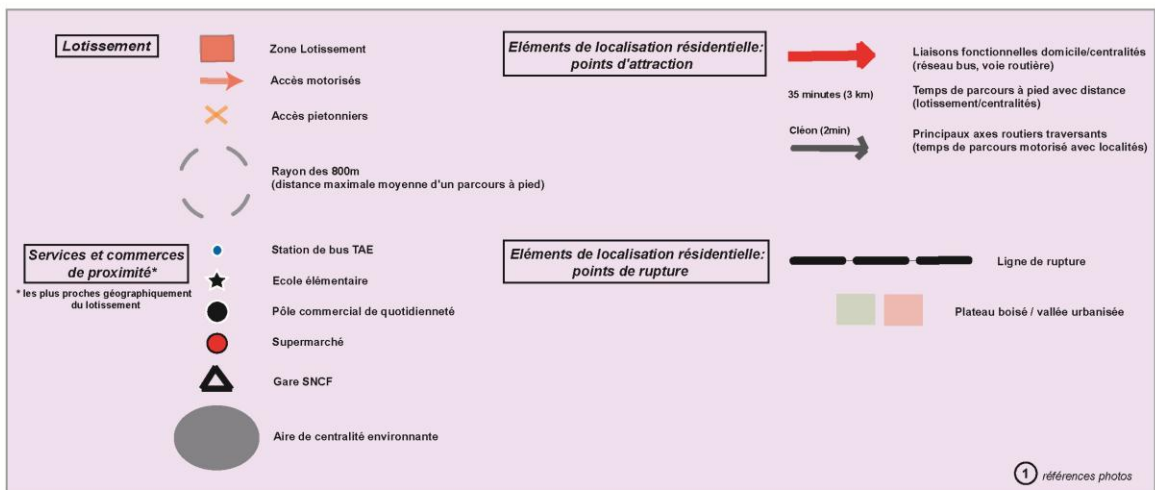 Lotissement
Zone Lotissement
Accès motorisés
Accès pietonniers
Rayon des 800m
(distance maximale moyenne d'un parcours à pied)
Services et commerces
de proximité*
* les plus proches géographiquement
du lotissement
Station de bus TAE
Ecole élémentaire
Pôle commercial de quotidienneté
Supermarché
Gare SNCF
Aire de centralité environnante
Eléments de localisation résidentielle:
points d'attraction
Liaisons fonctionnelles domicile/centralités
(réseau bus, voie routière)
35 minutes (3 km)
Temps de parcours à pied avec distance
(lotissement/centralités)
Cléon (2min)
Principaux axes routiers traversants
(temps de parcours motorisé avec localités)
Eléments de localisation résidentielle:
points de rupture
Ligne de rupture
Plateau boisé / vallée urbanisée
1 références photos